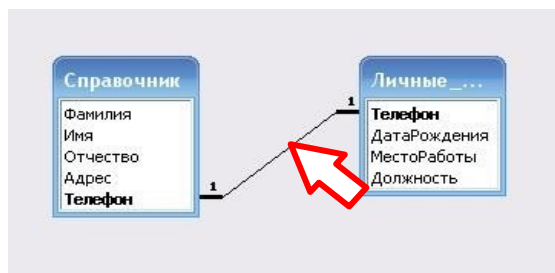 Справочник
Фамилия
Имя
Отчество
Адрес
Телефон
1
1
Личные_...
Телефон
ДатаРождения
МестоРаботы
Должность